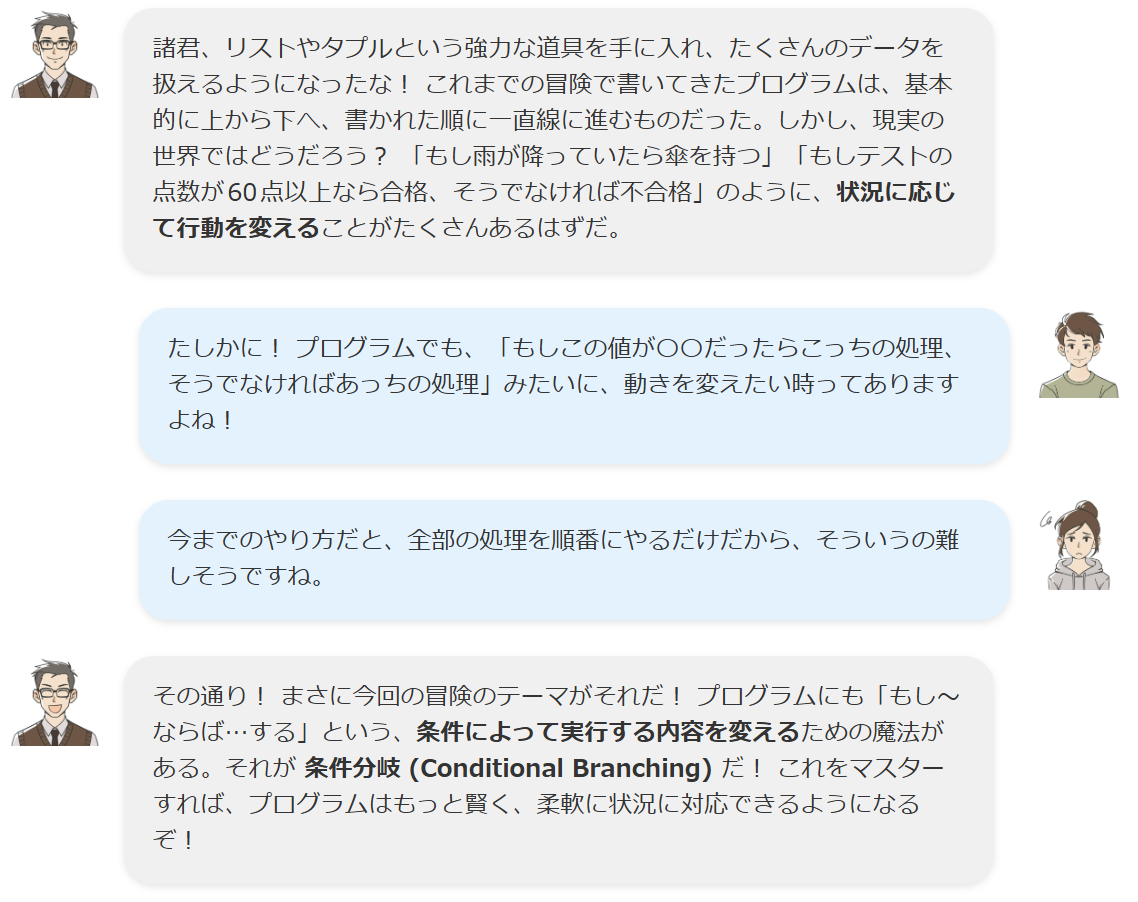 諸君、リストやタプルという強力な道具を手に入れ、たくさんのデータを
扱えるようになったな！ これまでの冒険で書いてきたプログラムは、基本
的に上から下へ、書かれた順に一直線に進むものだった。しかし、現実の
世界ではどうだろう？ 「もし雨が降っていたら傘を持つ」「もしテストの
点数が60点以上なら合格、そうでなければ不合格」のように、状況に応じ
て行動を変えることがたくさんあるはずだ。
たしかに！ プログラムでも、「もしこの値が〇〇だったらこっちの処理、
そうでなければあっちの処理」みたいに、動きを変えたい時ってあります
よね！
今までのやり方だと、全部の処理を順番にやるだけだから、そういうの難
しそうですね。
その通り！ まさに今回の冒険のテーマがそれだ！ プログラムにも「もし～
ならば…する」という、条件によって実行する内容を変えるための魔法が
ある。それが 条件分岐 (Conditional Branching) だ！ これをマスター
すれば、プログラムはもっと賢く、柔軟に状況に対応できるようになる
ぞ！